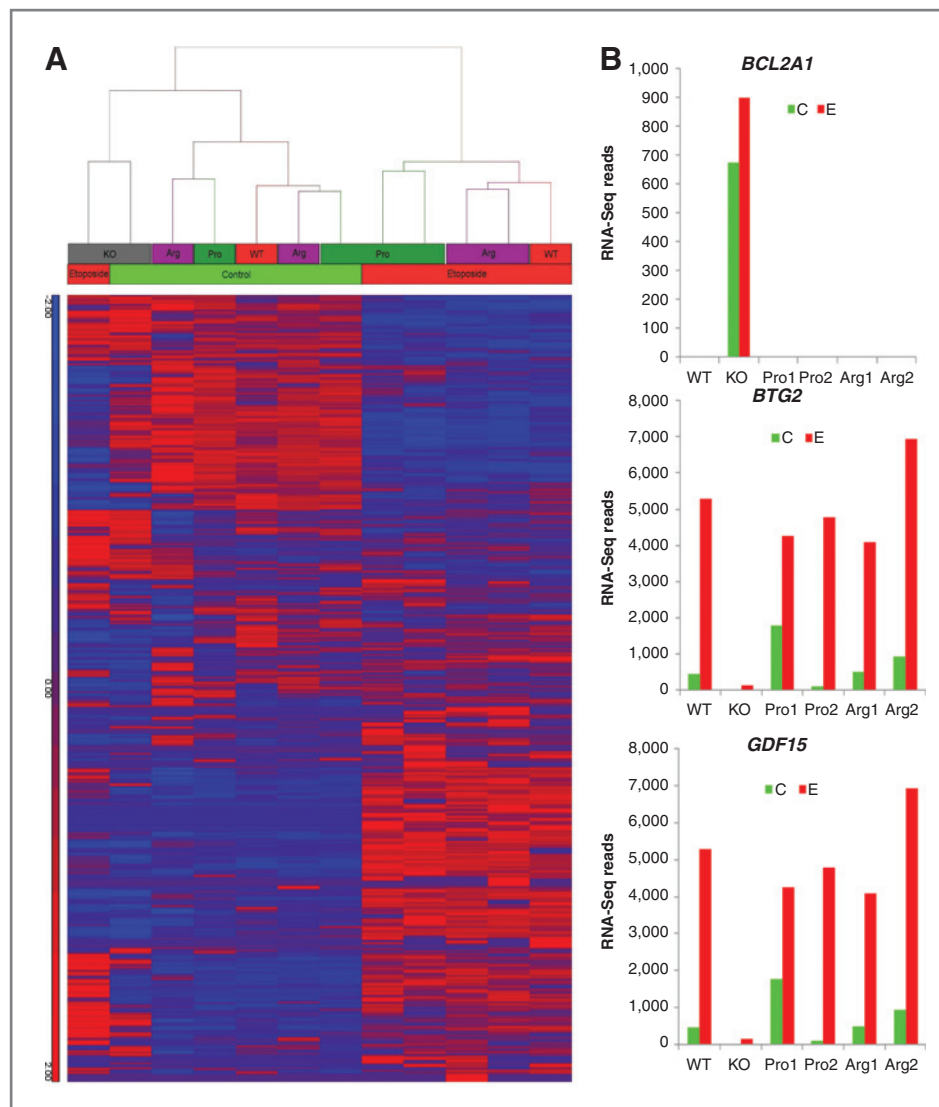 A
KO
Arg
Pro
WT
Arg
Pro
Arg
WT
Etoposide
Control
Etoposide
-2.00
0.00
2.00
B
BCL2A1
C E
RNA-Seq reads
1,000
900
800
700
600
500
400
300
200
100
0
WT KO Pro1 Pro2 Arg1 Arg2
BTG2
C E
RNA-Seq reads
8,000
7,000
6,000
5,000
4,000
3,000
2,000
1,000
0
WT KO Pro1 Pro2 Arg1 Arg2
GDF15
C E
RNA-Seq reads
8,000
7,000
6,000
5,000
4,000
3,000
2,000
1,000
0
WT KO Pro1 Pro2 Arg1 Arg2